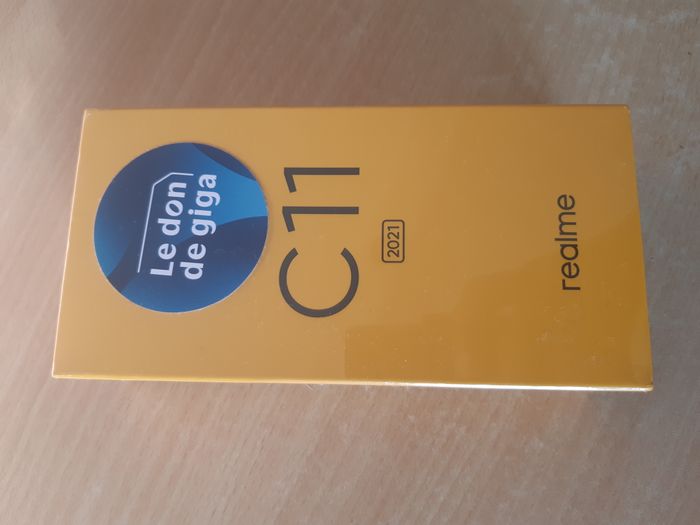 Le don
de giga
C11
2021
realme